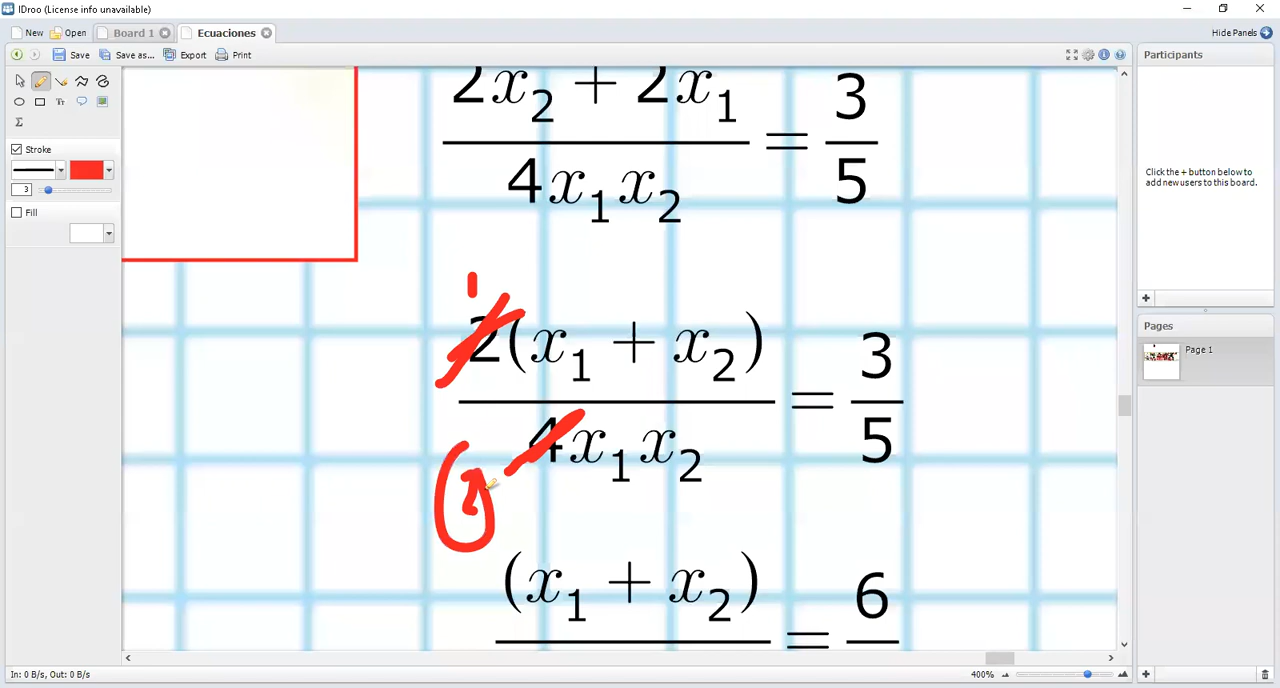 IDroo (License info unavailable)
New Open Board 1 Ecuaciones Hide Panels
Save Save as... Export Print
Participants
Click the + button below to
add new users to this board.
Stroke
3
Fill
Pages
Page 1
2x₂ + 2x₁ / 4x₁x₂ = 3/5
1
2(x₁ + x₂) / 4x₁x₂ = 3/5
2
(x₁ + x₂) = 6
In: 0 B/s, Out: 0 B/s
400%